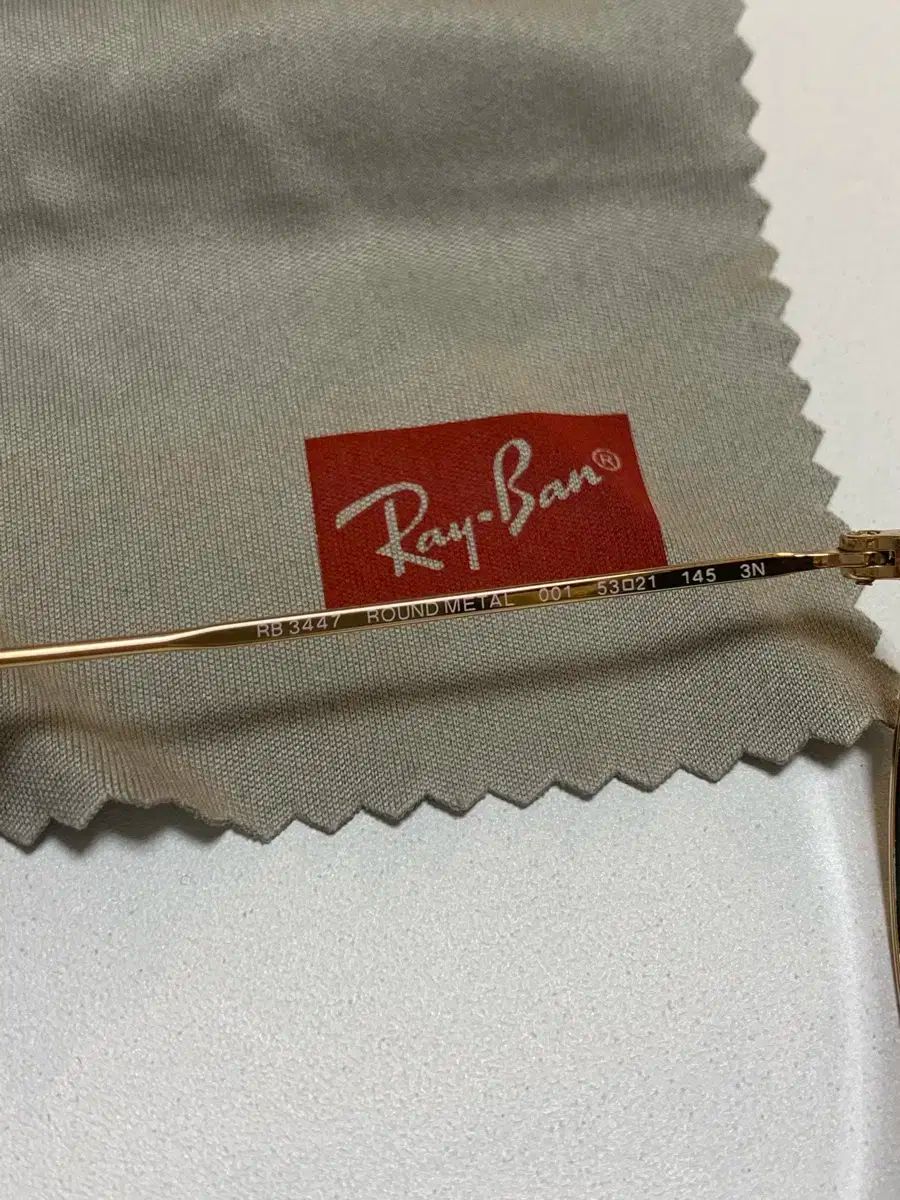 Ray-Ban®
RB 3447 ROUND METAL 001 53□21 145 3N